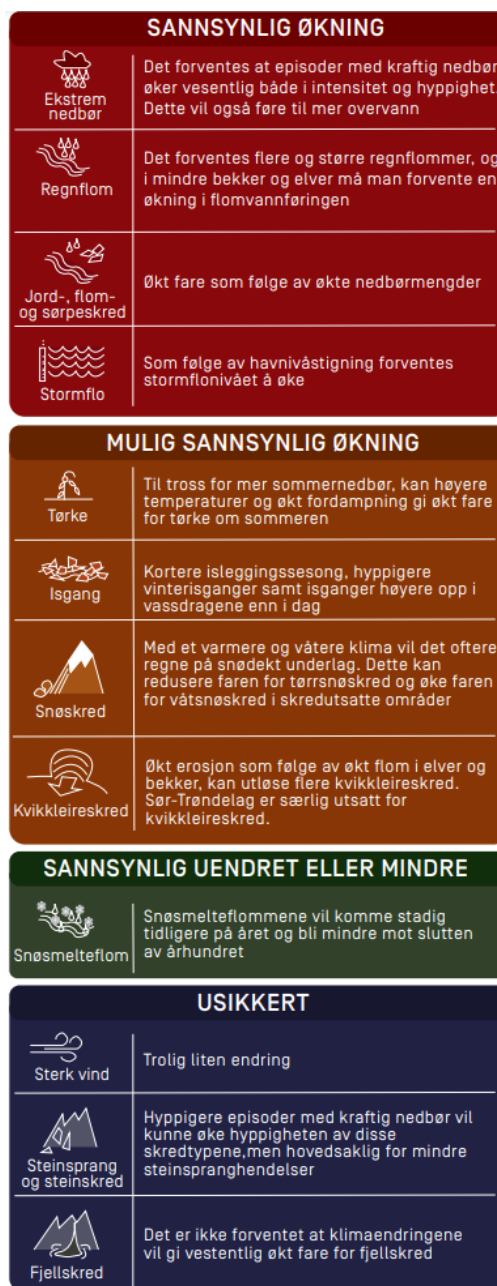 SANNSYNLIG ØKNING
Ekstrem
nedbør
Det forventes at episoder med kraftig nedbør
øker vesentlig både i intensitet og hyppighet.
Dette vil også føre til mer overvann
Regnflom
Det forventes flere og større regnflommer, og
i mindre bekker og elver må man forvente en
økning i flomvannføringen
Jord-, flom-
og sørpeskred
Økt fare som følge av økte nedbørmengder
Stormflo
Som følge av havnivåstigning forventes
stormflonivået å øke
MULIG SANNSYNLIG ØKNING
Tørke
Til tross for mer sommernedbør, kan høyere
temperaturer og økt fordampning gi økt fare
for tørke om sommeren
Isgang
Kortere isleggingssesong, hyppigere
vinterisganger samt isganger høyere opp i
vassdragene enn i dag
Snøskred
Med et varmere og våtere klima vil det oftere
regne på snødekt underlag. Dette kan
redusere faren for tørrsnøskred og øke faren
for våtsnøskred i skredutsatte områder
Kvikkleireskred
Økt erosjon som følge av økt flom i elver og
bekker, kan utløse flere kvikkleireskred.
Sør-Trøndelag er særlig utsatt for
kvikkleireskred.
SANNSYNLIG UENDRET ELLER MINDRE
Snøsmelteflom
Snøsmelteflommene vil komme stadig
tidligere på året og bli mindre mot slutten
av århundret
USIKKERT
Sterk vind
Trolig liten endring
Steinsprang
og steinskred
Hyppigere episoder med kraftig nedbør vil
kunne øke hyppigheten av disse
skredtypene,men hovedsaklig for mindre
steinspranghendelser
Fjellskred
Det er ikke forventet at klimaendringene
vil gi vestentlig økt fare for fjellskred